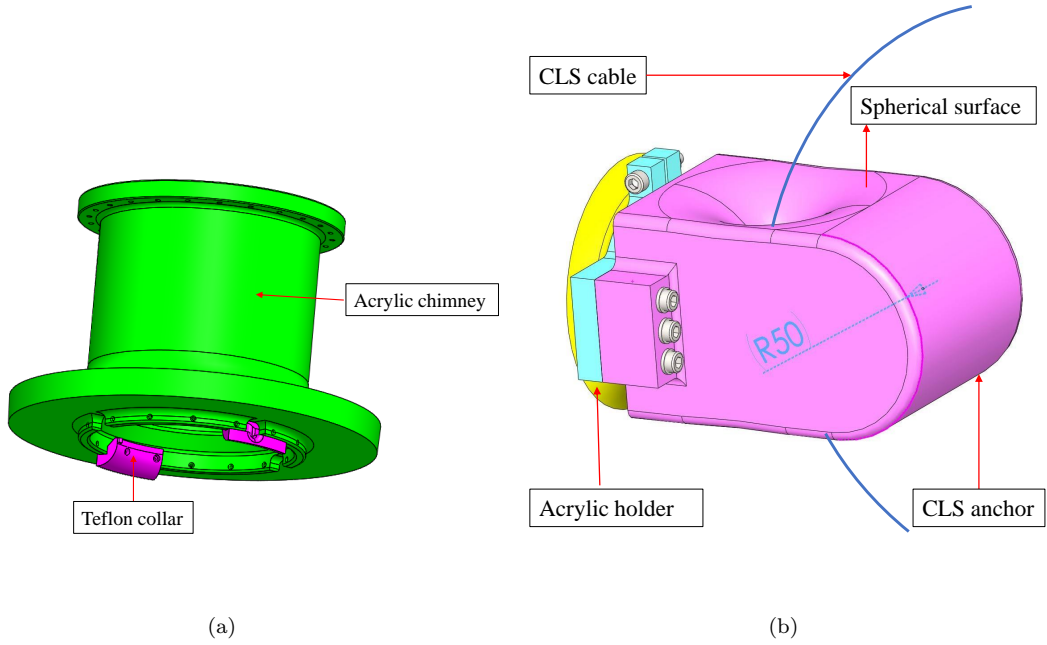 CLS cable
Spherical surface
Acrylic chimney
R50
Teflon collar
Acrylic holder
CLS anchor
(a)
(b)